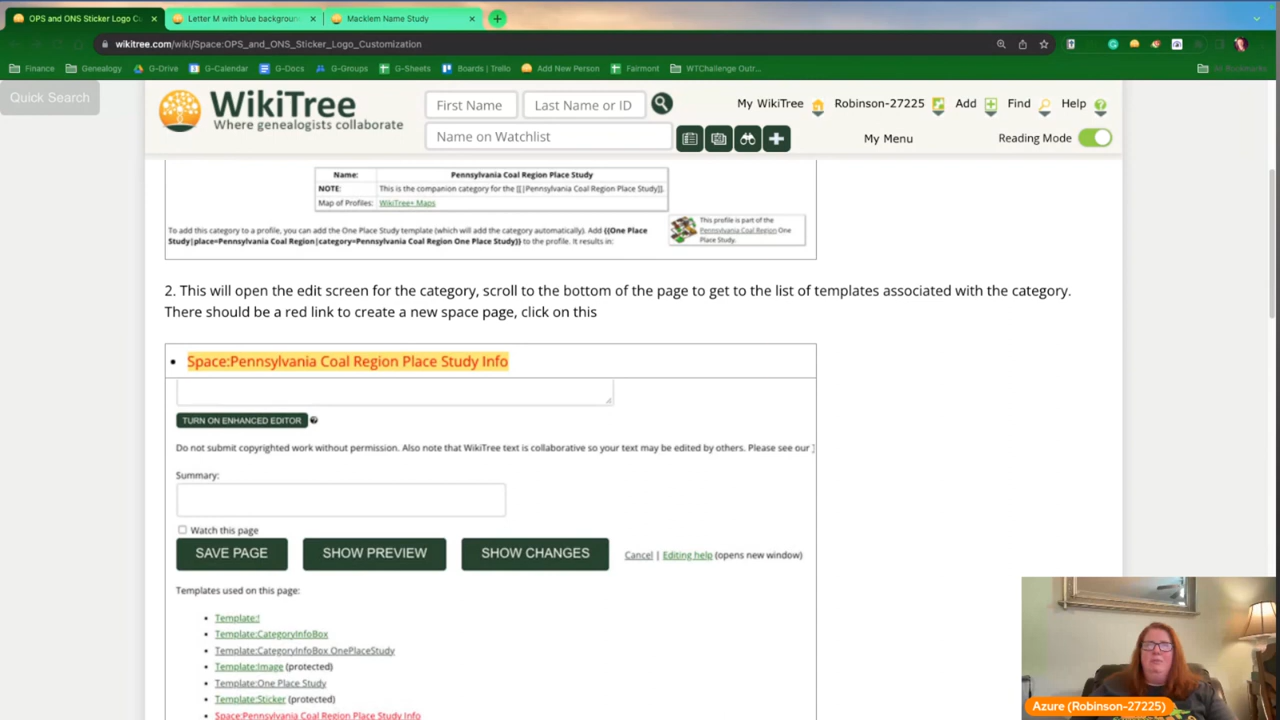 OPS and ONS Sticker Logo C
Letter M with blue backgroun
Macklem Name Study
wikitree.com/wiki/Space:OPS_and_ONS_Sticker_Logo_Customization
Finance
Genealogy
G-Drive
G-Calendar
G-Docs
G-Groups
G-Sheets
Boards | Trello
Add New Person
Fairmont
WTChallenge Outr...
All Bookmarks
Quick Search
WikiTree
Where genealogists collaborate
First Name
Last Name or ID
My WikiTree
Robinson-27225
Add
Find
Help
Name on Watchlist
My Menu
Reading Mode
Name: Pennsylvania Coal Region Place Study
NOTE: This is the companion category for the [[|Pennsylvania Coal Region Place Study]].
Map of Profiles: WikiTree+ Maps
To add this category to a profile, you can add the One Place Study template (which will add the category automatically). Add {{One Place
Study|place=Pennsylvania Coal Region|category=Pennsylvania Coal Region One Place Study}} to the profile. It results in:
This profile is part of the
Pennsylvania Coal Region One
Place Study.
2. This will open the edit screen for the category, scroll to the bottom of the page to get to the list of templates associated with the category.
There should be a red link to create a new space page, click on this
• Space:Pennsylvania Coal Region Place Study Info
TURN ON ENHANCED EDITOR ?
Do not submit copyrighted work without permission. Also note that WikiTree text is collaborative so your text may be edited by others. Please see our
Summary:
Watch this page
SAVE PAGE
SHOW PREVIEW
SHOW CHANGES
Cancel | Editing help (opens new window)
Templates used on this page:
• Template:!
• Template:CategoryInfoBox
• Template:CategoryInfoBox OnePlaceStudy
• Template:Image (protected)
• Template:One Place Study
• Template:Sticker (protected)
• Space:Pennsylvania Coal Region Place Study Info
Azure (Robinson-27225)